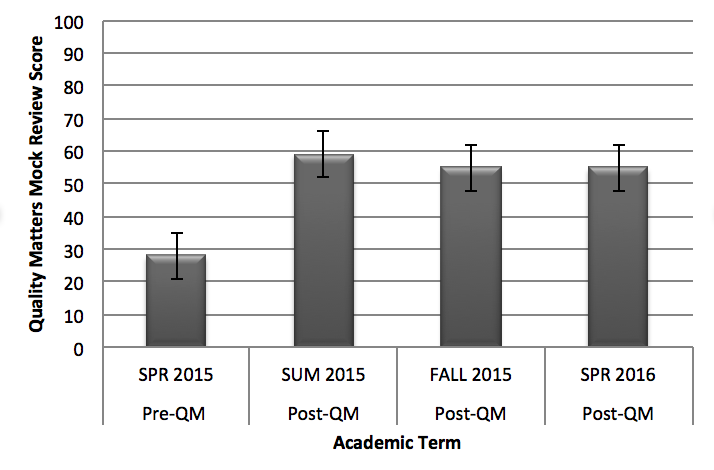 Quality Matters Mock Review Score
100
90
80
70
60
50
40
30
20
10
0
SPR 2015 SUM 2015 FALL 2015 SPR 2016
Pre-QM Post-QM Post-QM Post-QM
Academic Term